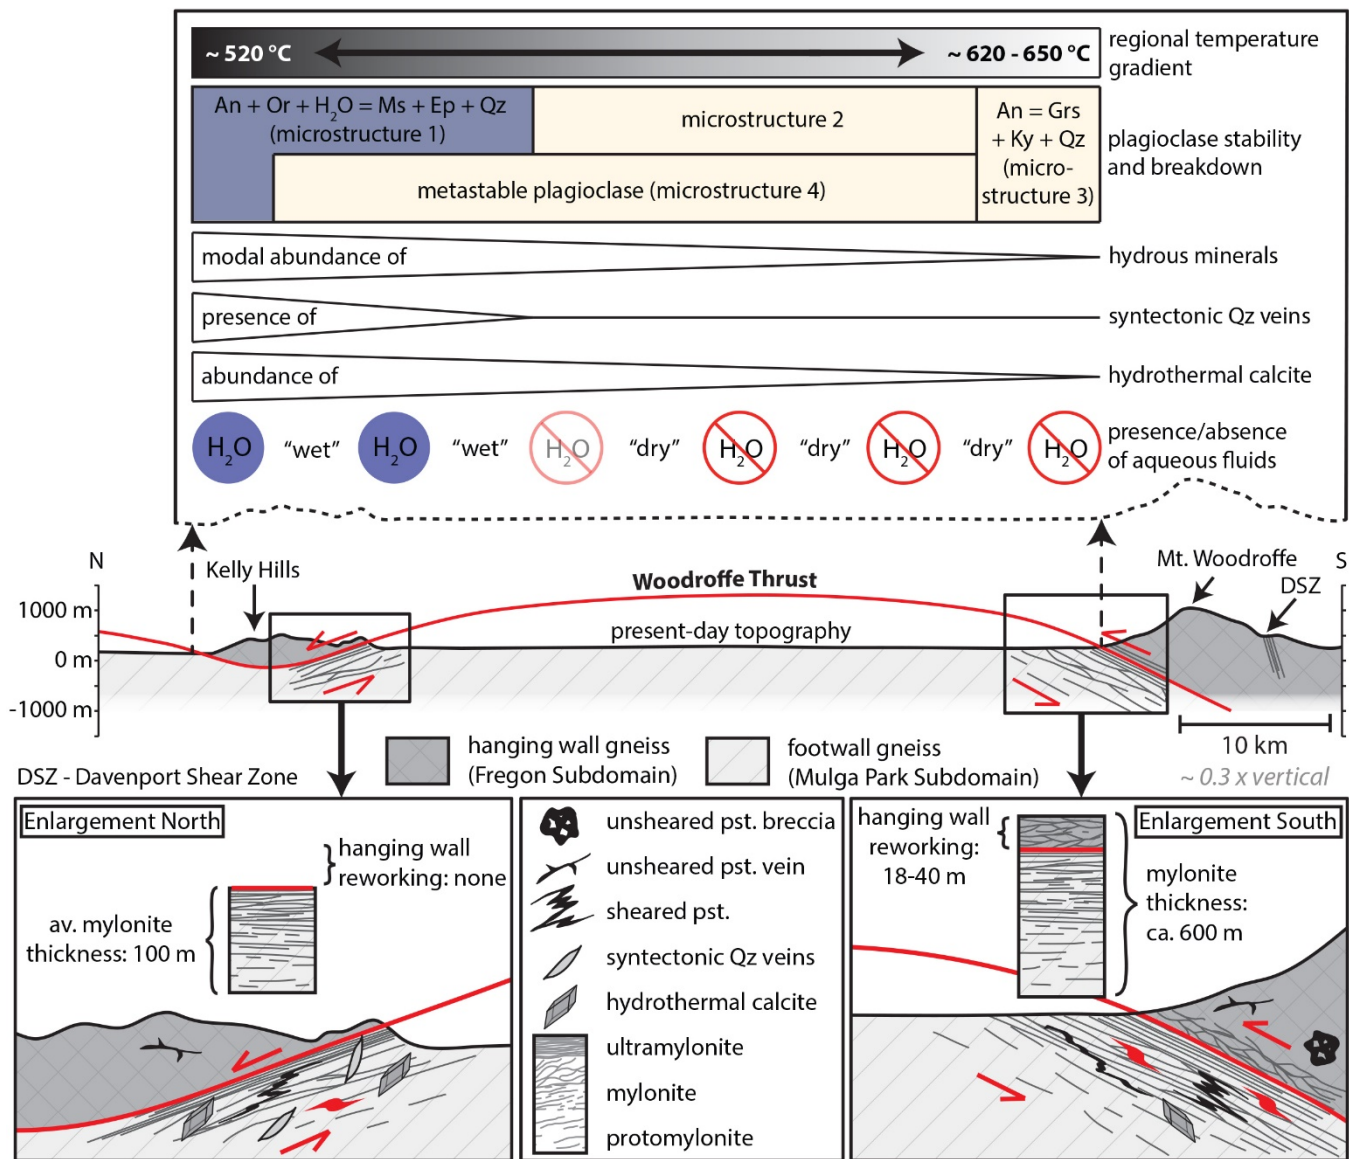 ~ 520 °C
~ 620 - 650 °C
regional temperature
gradient
An + Or + H₂O = Ms + Ep + Qz
(microstructure 1)
microstructure 2
An = Grs
+ Ky + Qz
(micro-
structure 3)
metastable plagioclase (microstructure 4)
plagioclase stability
and breakdown
modal abundance of
hydrous minerals
presence of
syntectonic Qz veins
abundance of
hydrothermal calcite
H₂O "wet" H₂O "wet" H₂O "dry" H₂O "dry" H₂O "dry" H₂O
presence/absence
of aqueous fluids
N
Kelly Hills
Woodroffe Thrust
Mt. Woodroffe
S
DSZ
1000 m
0 m
-1000 m
present-day topography
10 km
~ 0.3 x vertical
DSZ - Davenport Shear Zone
hanging wall gneiss
(Fregon Subdomain)
footwall gneiss
(Mulga Park Subdomain)
Enlargement North
hanging wall
reworking: none
av. mylonite
thickness: 100 m
unsheared pst. breccia
unsheared pst. vein
sheared pst.
syntectonic Qz veins
hydrothermal calcite
ultramylonite
mylonite
protomylonite
Enlargement South
hanging wall
reworking:
18-40 m
mylonite
thickness:
ca. 600 m